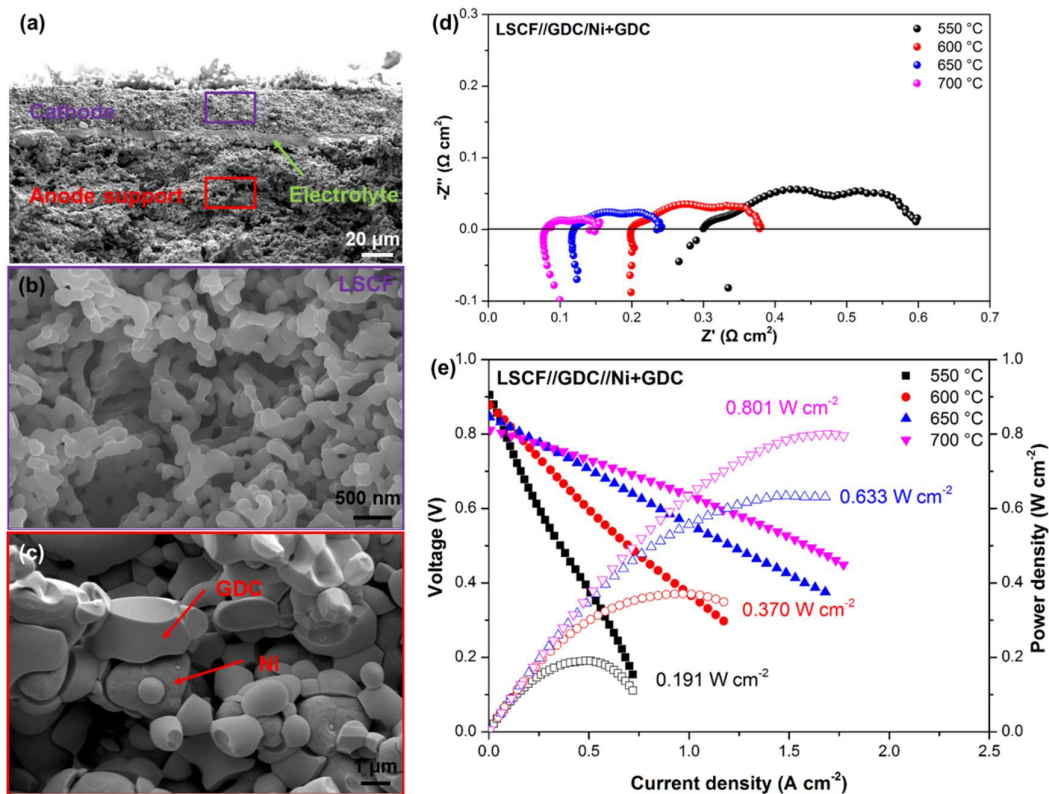 (a)
Cathode
Anode support
Electrolyte
20 μm
(b)
LSCF
500 nm
(c)
GDC
Ni
1 μm
(d)
LSCF//GDC/Ni+GDC
550 °C
600 °C
650 °C
700 °C
0.3
0.2
0.1
0.0
-0.1
-Z'' (Ω cm²)
0.0 0.1 0.2 0.3 0.4 0.5 0.6 0.7
Z' (Ω cm²)
(e)
LSCF//GDC//Ni+GDC
550 °C
600 °C
650 °C
700 °C
0.801 W cm⁻²
0.633 W cm⁻²
0.370 W cm⁻²
0.191 W cm⁻²
1.0
0.8
0.6
0.4
0.2
0.0
Voltage (V)
1.0
0.8
0.6
0.4
0.2
0.0
Power density (W cm⁻²)
0.0 0.5 1.0 1.5 2.0 2.5
Current density (A cm⁻²)